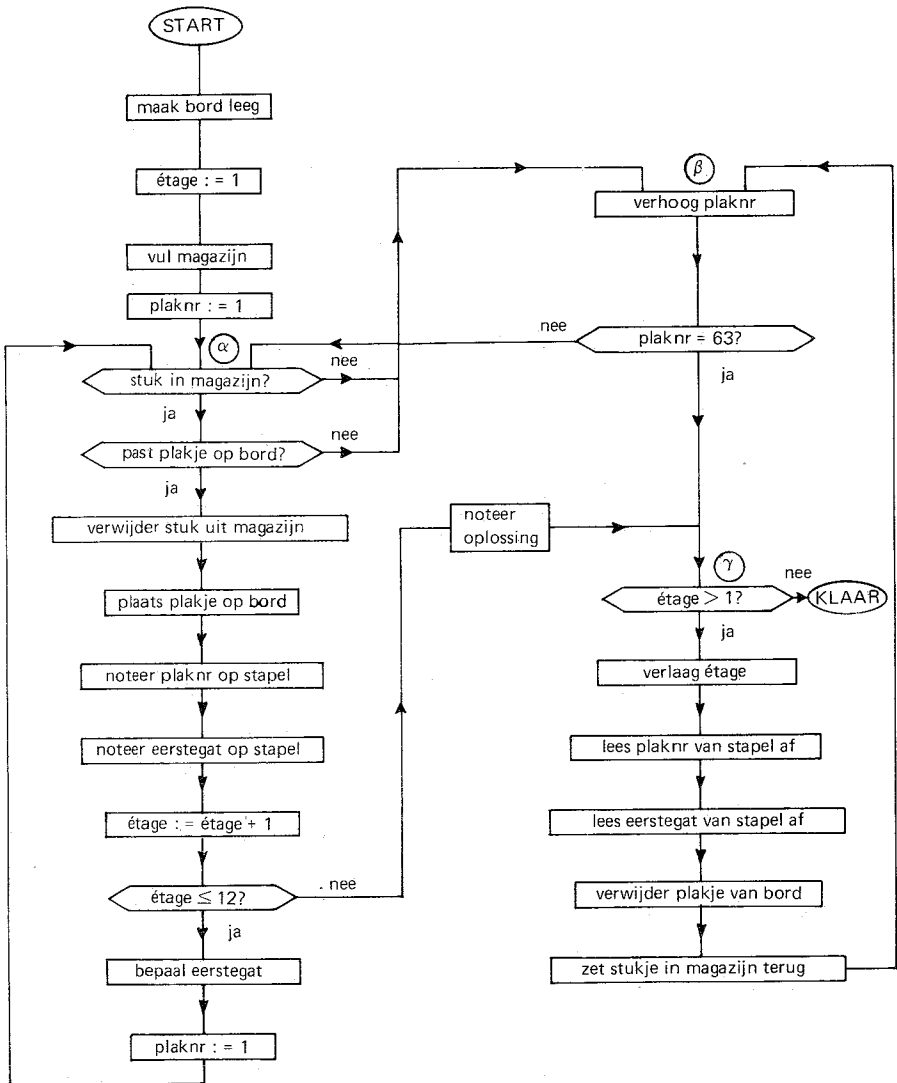 START
maak bord leeg
étage : = 1
vul magazijn
plaknr : = 1
α
stuk in magazijn?
nee
ja
past plakje op bord?
nee
ja
verwijder stuk uit magazijn
plaats plakje op bord
noteer plaknr op stapel
noteer eerstegat op stapel
étage : = étage + 1
étage ≤ 12?
nee
ja
bepaal eerstegat
plaknr : = 1
noteer
oplossing
β
verhoog plaknr
plaknr = 63?
nee
ja
γ
étage > 1?
nee
KLAAR
ja
verlaag étage
lees plaknr van stapel af
lees eerstegat van stapel af
verwijder plakje van bord
zet stukje in magazijn terug